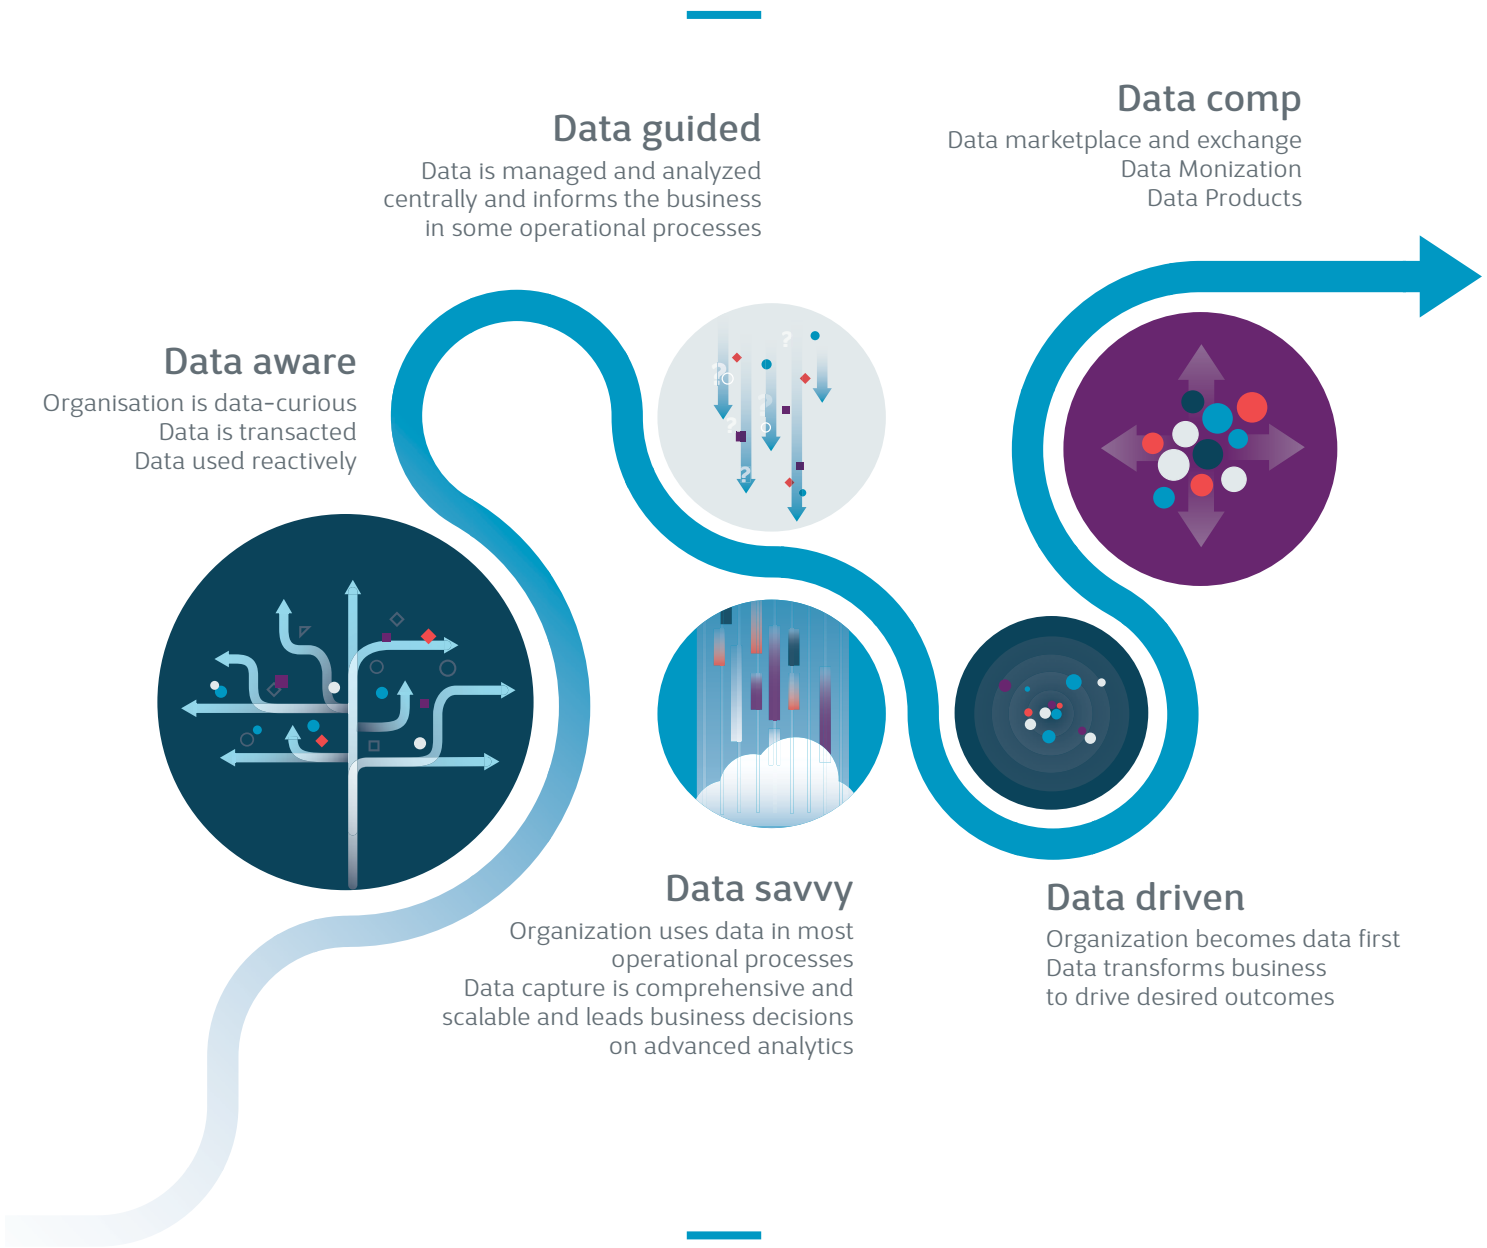 Data comp
Data marketplace and exchange
Data Monization
Data Products
Data guided
Data is managed and analyzed
centrally and informs the business
in some operational processes
Data aware
Organisation is data-curious
Data is transacted
Data used reactively
? ? ? ? ?
Data savvy
Organization uses data in most
operational processes
Data capture is comprehensive and
scalable and leads business decisions
on advanced analytics
Data driven
Organization becomes data first
Data transforms business
to drive desired outcomes